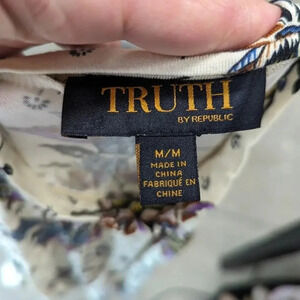 TRUTH
BY REPUBLIC
M/M
MADE IN
CHINA
FABRIQUÉ EN
CHINE